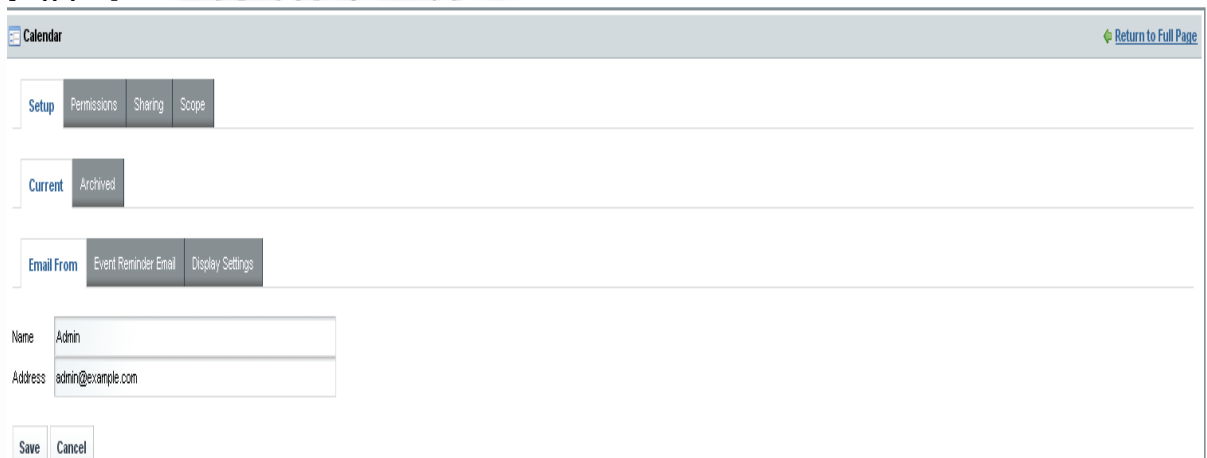 Calendar Return to Full Page
Setup Permissions Sharing Scope
Current Archived
Email From Event Reminder Email Display Settings
Name Admin
Address admin@example.com
Save Cancel